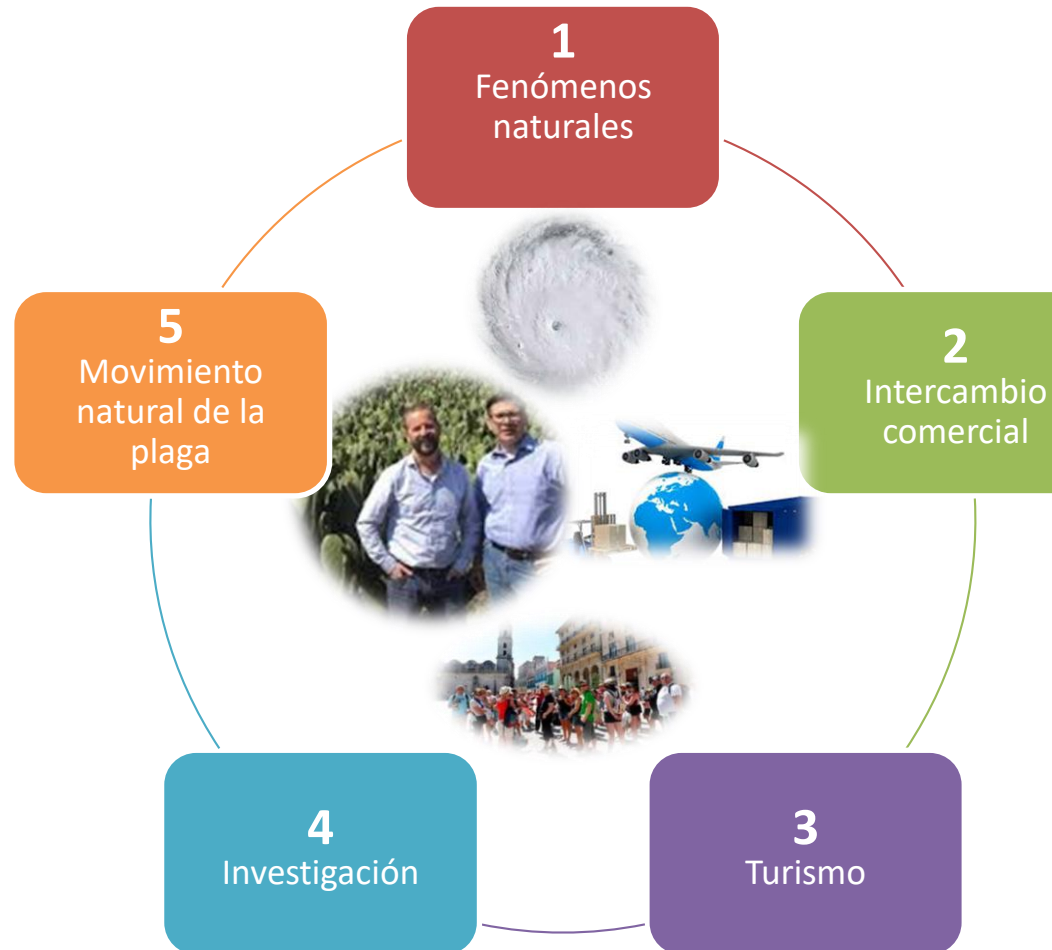 1
Fenómenos
naturales
2
Intercambio
comercial
3
Turismo
4
Investigación
5
Movimiento
natural de la
plaga